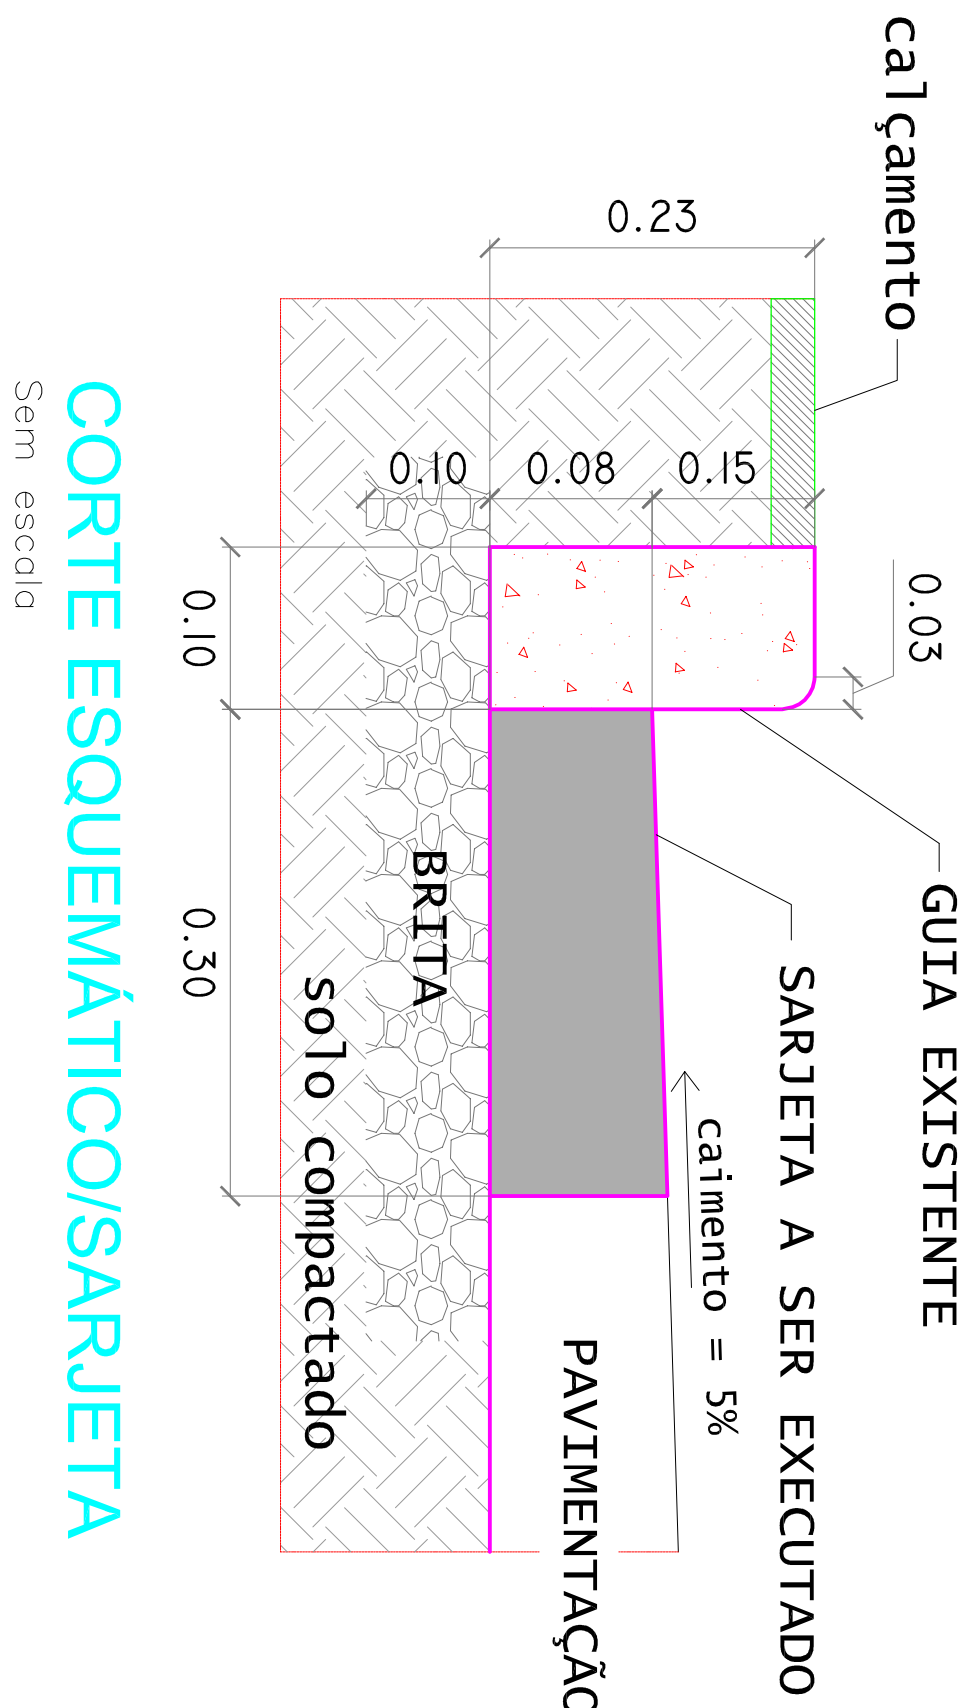 calçamento
0.23
0.03
GUIA EXISTENTE
SARJETA A SER EXECUTADO
caimento = 5%
0.15
0.08
0.10
PAVIMENTAÇÃO
BRITA
solo compactado
0.10
0.30
CORTE ESQUEMÁTICO/SARJETA
Sem escala